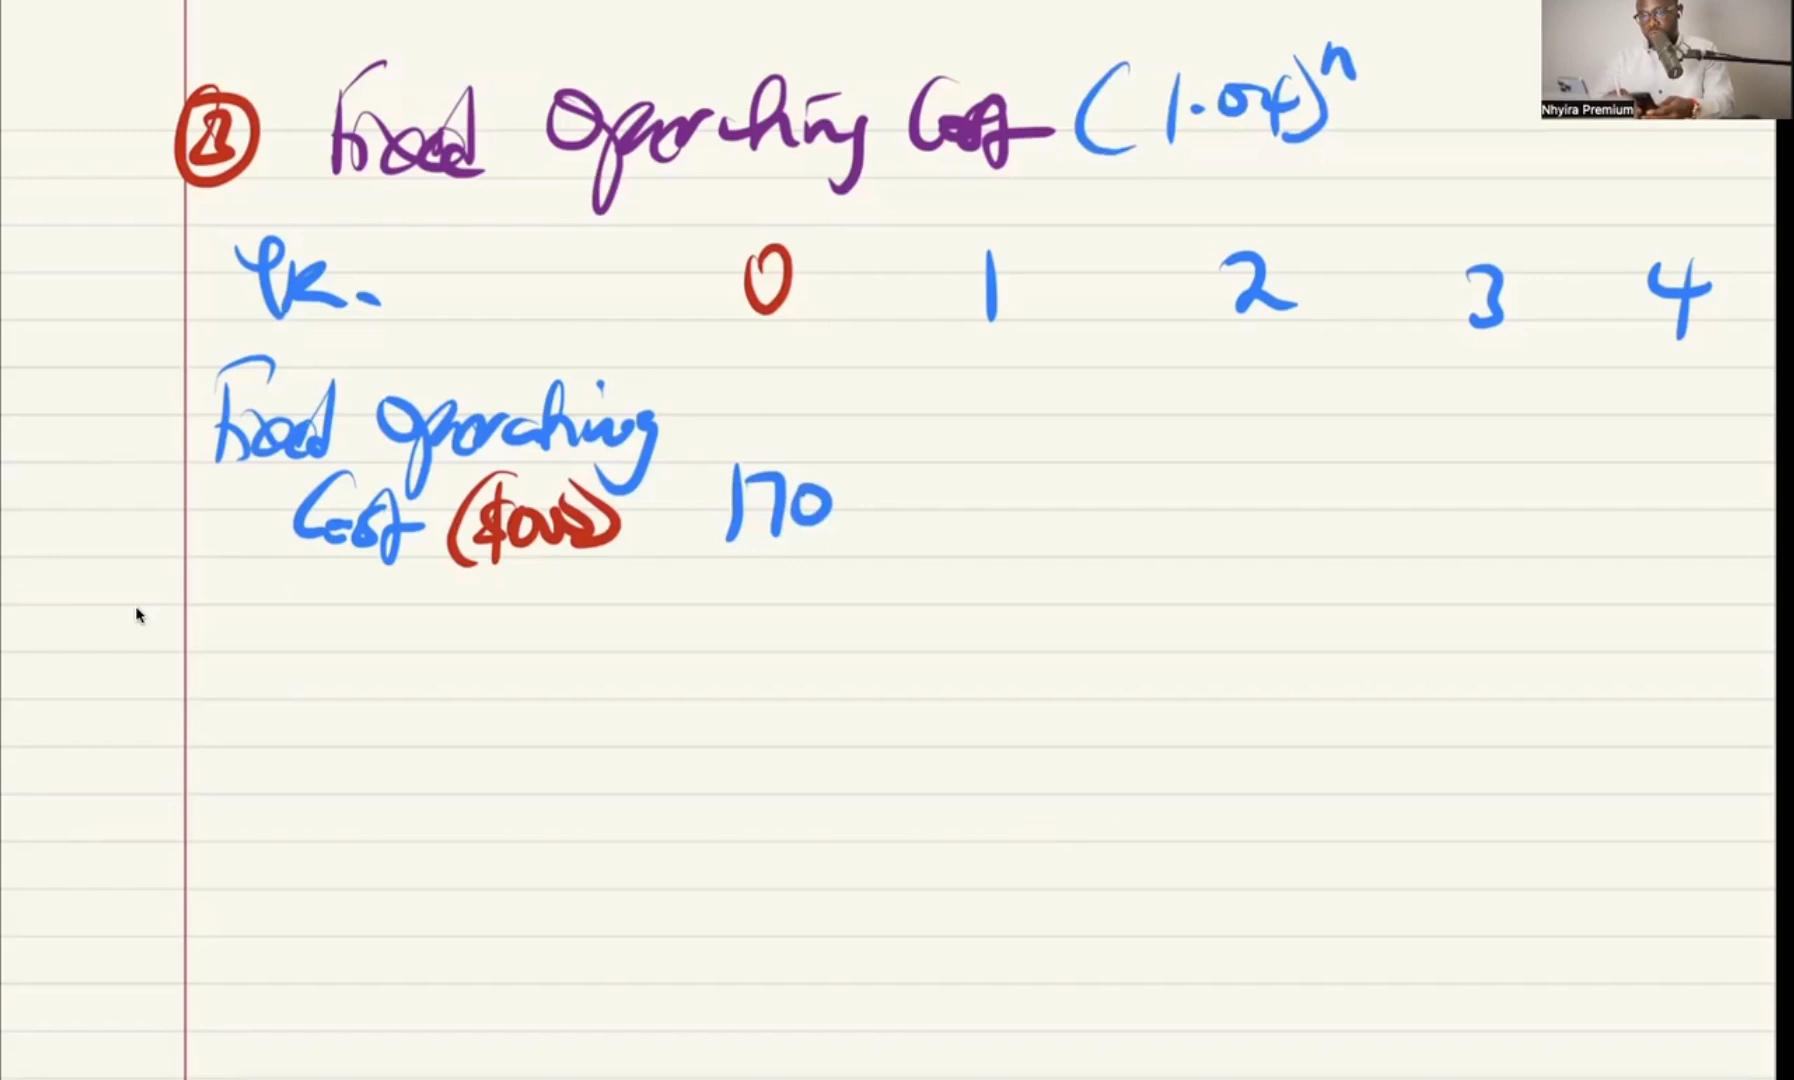 ② Fixed Operating Cost (1.04)ⁿ
Nhyira Premium
YR. 0 1 2 3 4
Fixed operating
Cost ($000) 170